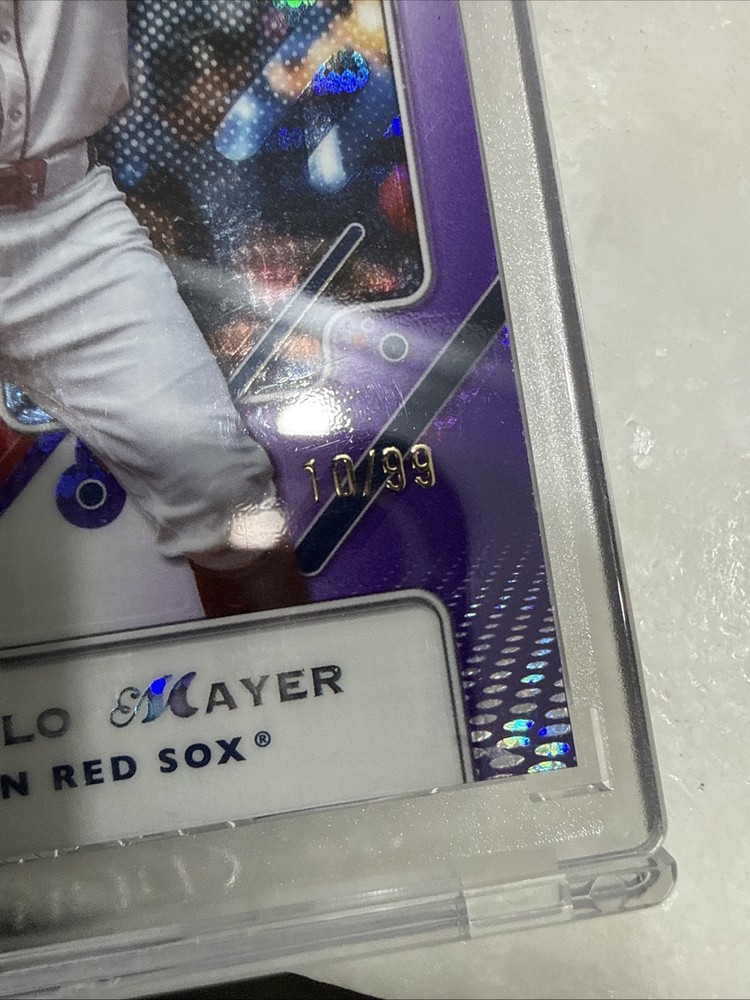 10/99
LO MAYER
N RED SOX®